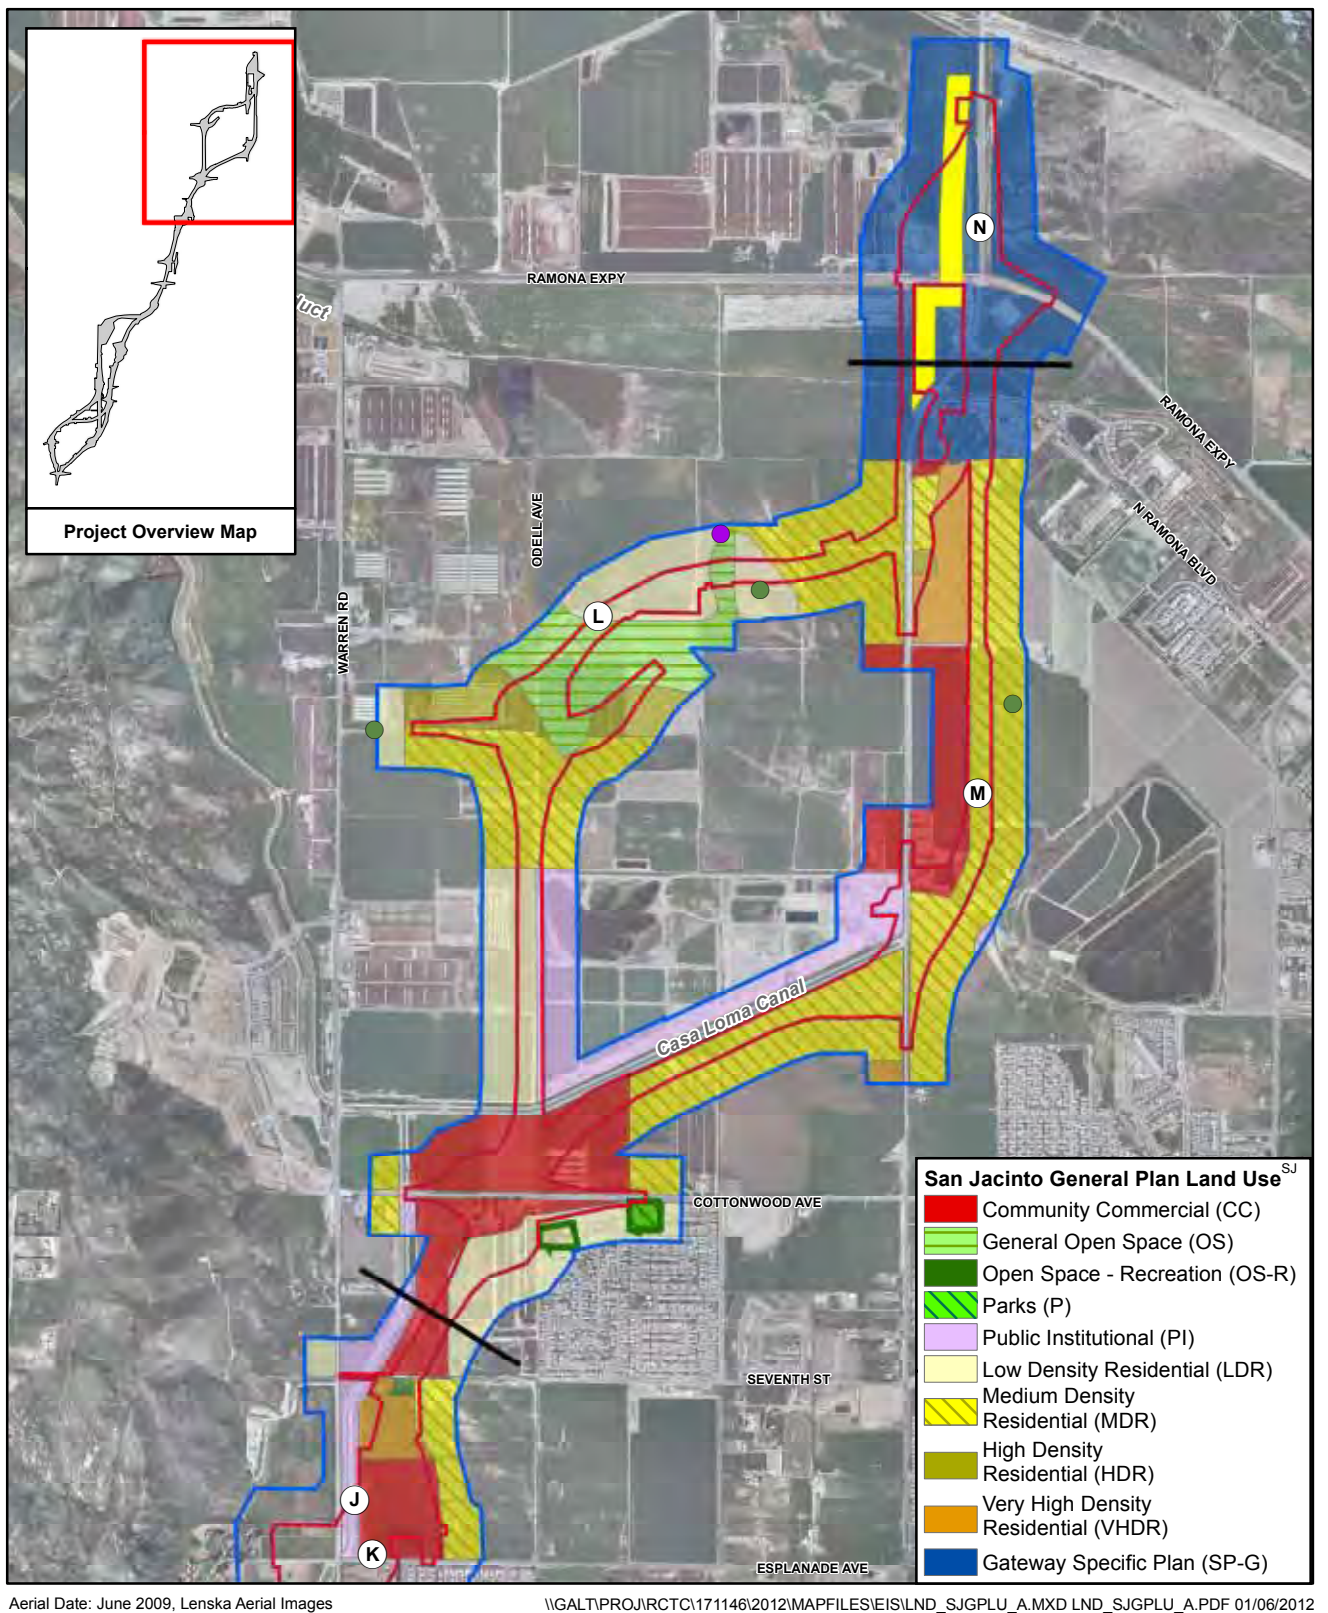 Project Overview Map
duct
RAMONA EXPY
N
RAMONA EXPY
N RAMONA BLVD
ODELL AVE
WARREN RD
L
M
Casa Loma Canal
COTTONWOOD AVE
SEVENTH ST
J
K
ESPLANADE AVE
San Jacinto General Plan Land Use SJ
Community Commercial (CC)
General Open Space (OS)
Open Space - Recreation (OS-R)
Parks (P)
Public Institutional (PI)
Low Density Residential (LDR)
Medium Density
Residential (MDR)
High Density
Residential (HDR)
Very High Density
Residential (VHDR)
Gateway Specific Plan (SP-G)
Aerial Date: June 2009, Lenska Aerial Images
\\GALT\PROJ\RCTC\171146\2012\MAPFILES\EIS\LND_SJGPLU_A.MXD LND_SJGPLU_A.PDF 01/06/2012